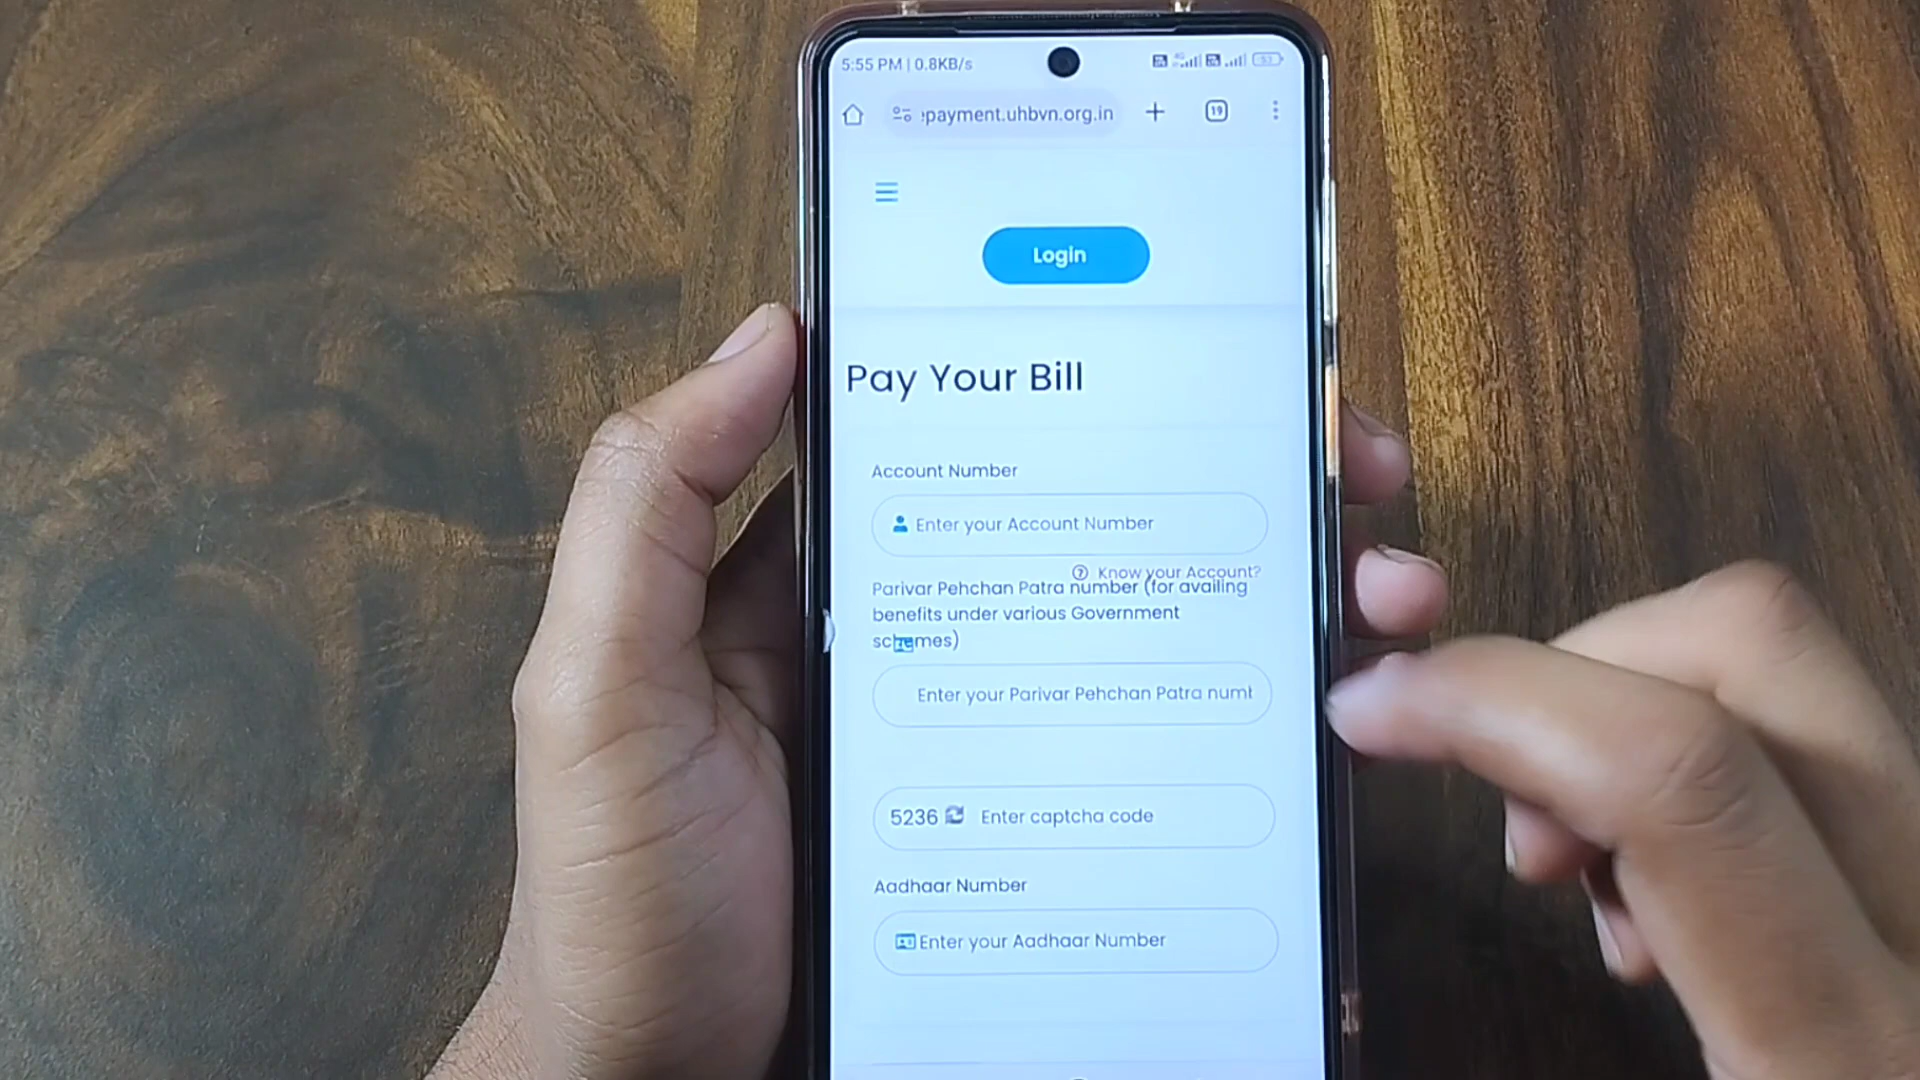 5:55 PM | 0.8KB/s
payment.uhbvn.org.in
19
Login
Pay Your Bill
Account Number
Enter your Account Number
Know your Account?
Parivar Pehchan Patra number (for availing
benefits under various Government
schemes)
Enter your Parivar Pehchan Patra numb
5236 Enter captcha code
Aadhaar Number
Enter your Aadhaar Number